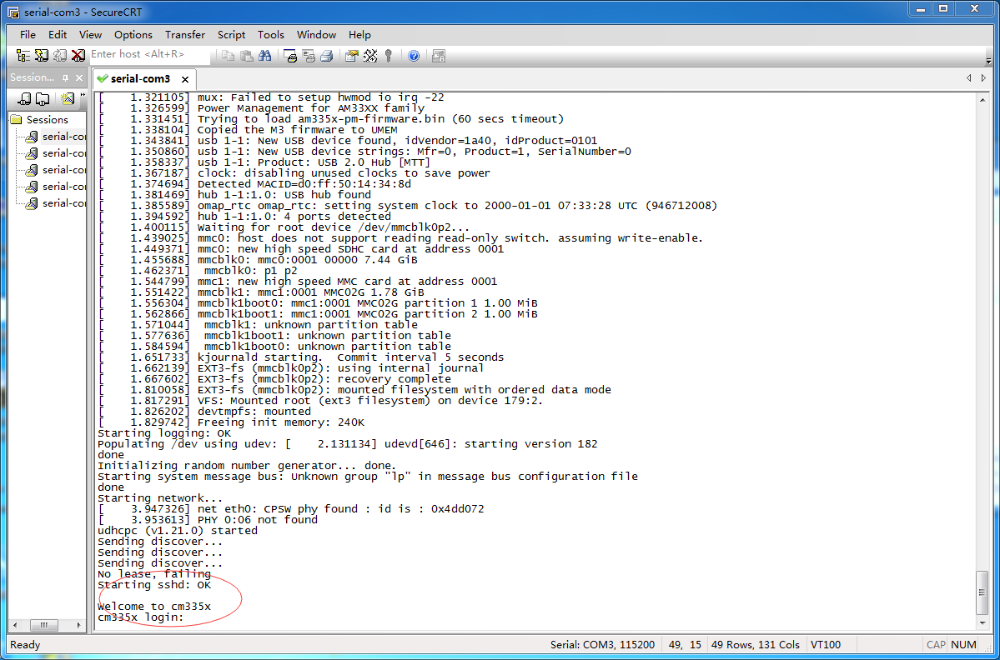 serial-com3 - SecureCRT
File Edit View Options Transfer Script Tools Window Help
Enter host <Alt+R>
Session...
serial-com3
Sessions
serial-co
serial-co
serial-co
serial-co
serial-co
[    1.321105] mux: Failed to setup hwmod io irq -22
[    1.326599] Power Management for AM33XX family
[    1.331451] Trying to load am335x-pm-firmware.bin (60 secs timeout)
[    1.338104] Copied the M3 firmware to UMEM
[    1.343841] usb 1-1: New USB device found, idVendor=1a40, idProduct=0101
[    1.350860] usb 1-1: New USB device strings: Mfr=0, Product=1, SerialNumber=0
[    1.358337] usb 1-1: Product: USB 2.0 Hub [MTT]
[    1.367187] clock: disabling unused clocks to save power
[    1.374694] Detected MACID=d0:ff:50:14:34:8d
[    1.381469] hub 1-1:1.0: USB hub found
[    1.385589] omap_rtc omap_rtc: setting system clock to 2000-01-01 07:33:28 UTC (946712008)
[    1.394592] hub 1-1:1.0: 4 ports detected
[    1.400115] Waiting for root device /dev/mmcblk0p2...
[    1.439025] mmc0: host does not support reading read-only switch. assuming write-enable.
[    1.449371] mmc0: new high speed SDHC card at address 0001
[    1.455688] mmcblk0: mmc0:0001 00000 7.44 GiB
[    1.462371]  mmcblk0: p1 p2
[    1.544799] mmc1: new high speed MMC card at address 0001
[    1.551422] mmcblk1: mmc1:0001 MMC02G 1.78 GiB
[    1.556304] mmcblk1boot0: mmc1:0001 MMC02G partition 1 1.00 MiB
[    1.562866] mmcblk1boot1: mmc1:0001 MMC02G partition 2 1.00 MiB
[    1.571044]  mmcblk1: unknown partition table
[    1.577636]  mmcblk1boot1: unknown partition table
[    1.584594]  mmcblk1boot0: unknown partition table
[    1.651733] kjournald starting.  Commit interval 5 seconds
[    1.662139] EXT3-fs (mmcblk0p2): using internal journal
[    1.667602] EXT3-fs (mmcblk0p2): recovery complete
[    1.810058] EXT3-fs (mmcblk0p2): mounted filesystem with ordered data mode
[    1.817291] VFS: Mounted root (ext3 filesystem) on device 179:2.
[    1.826202] devtmpfs: mounted
[    1.829742] Freeing init memory: 240K
Starting logging: OK
Populating /dev using udev: [    2.131134] udevd[646]: starting version 182
done
Initializing random number generator... done.
Starting system message bus: Unknown group "lp" in message bus configuration file
done
Starting network...
[    3.947326] net eth0: CPSW phy found : id is : 0x4dd072
[    3.953613] PHY 0:06 not found
udhcpc (v1.21.0) started
Sending discover...
Sending discover...
Sending discover...
No lease, failing
Starting sshd: OK
Welcome to cm335x
cm335x login:
Ready Serial: COM3, 115200 49, 15 49 Rows, 131 Cols VT100 CAP NUM